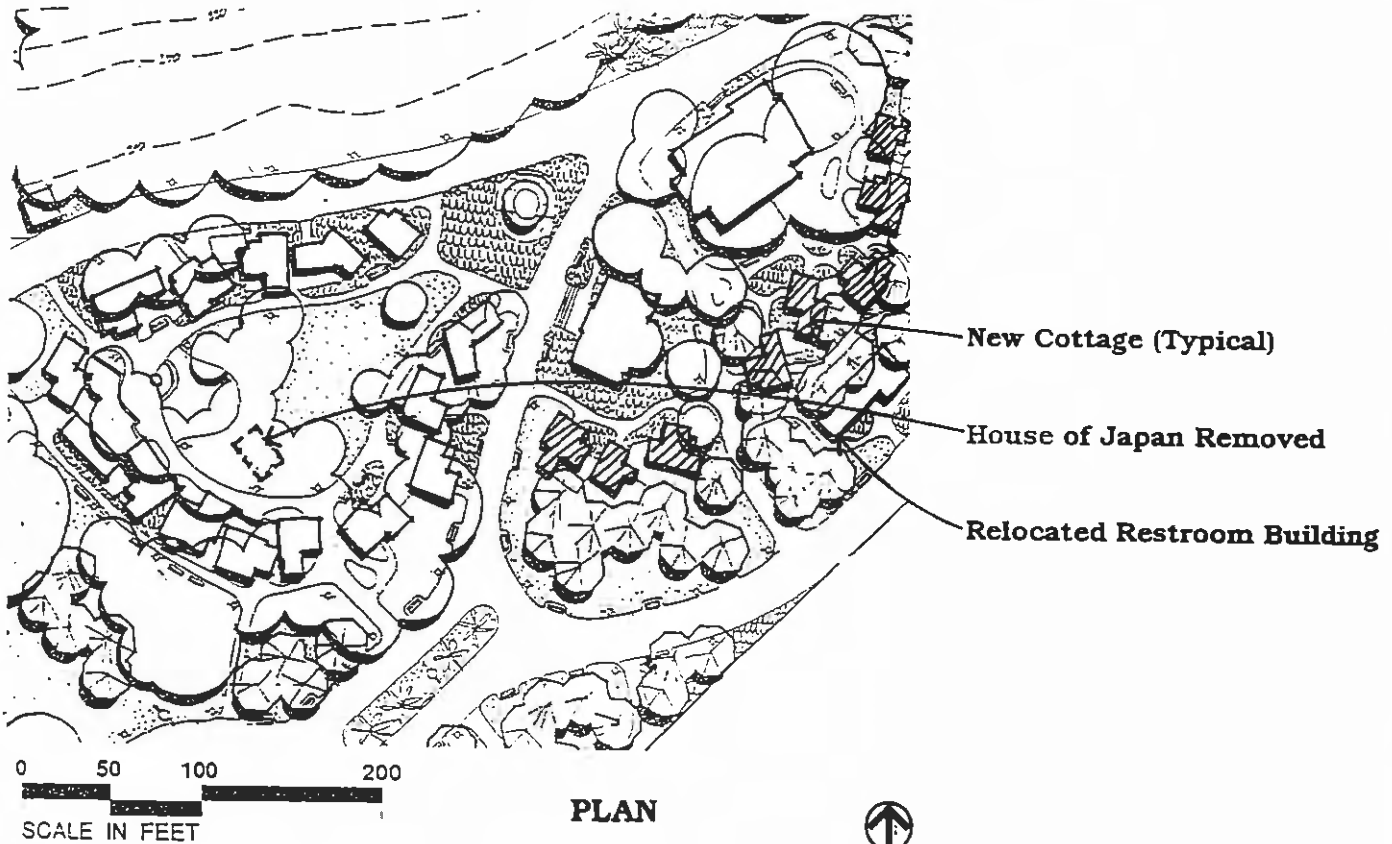 New Cottage (Typical)
House of Japan Removed
Relocated Restroom Building
0 50 100 200
SCALE IN FEET
PLAN